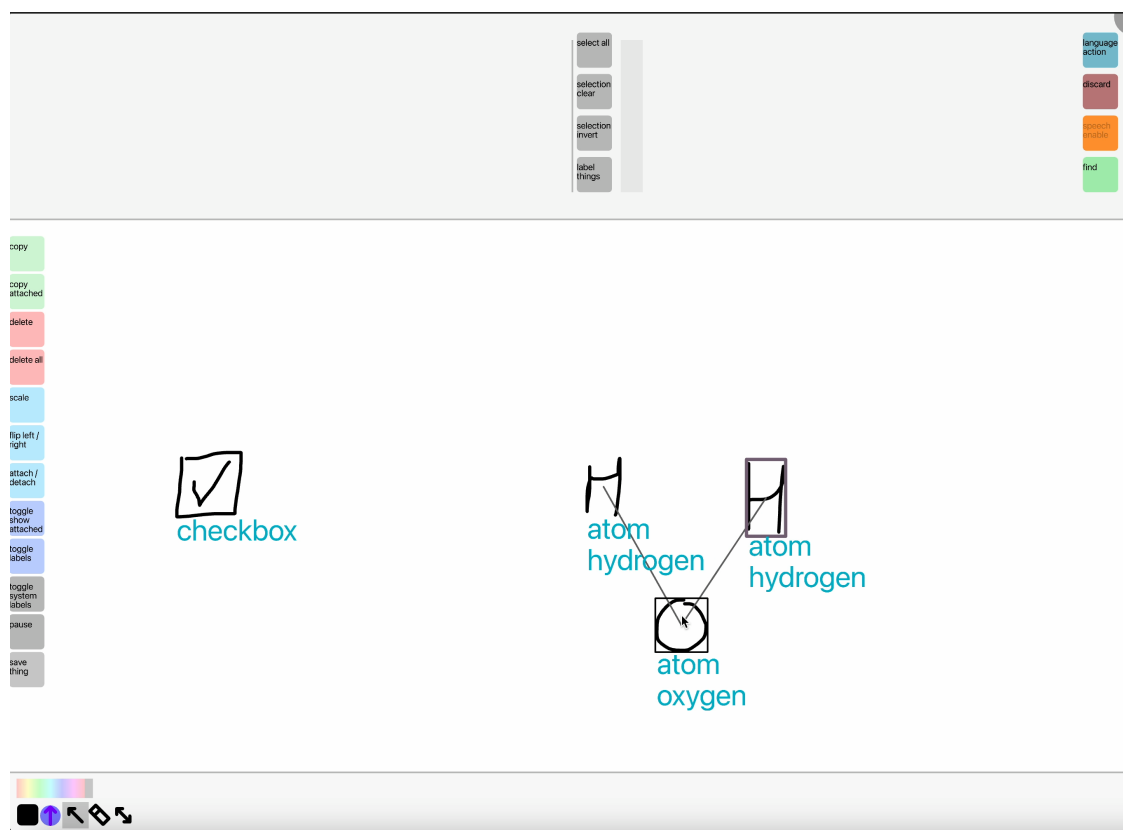 select all
selection
clear
selection
invert
label
things
language
action
discard
speech
enable
find
copy
copy
attached
delete
delete all
scale
flip left /
right
attach /
detach
toggle
show
attached
toggle
labels
toggle
system
labels
pause
save
thing
checkbox
H
atom
hydrogen
H
atom
hydrogen
O
atom
oxygen